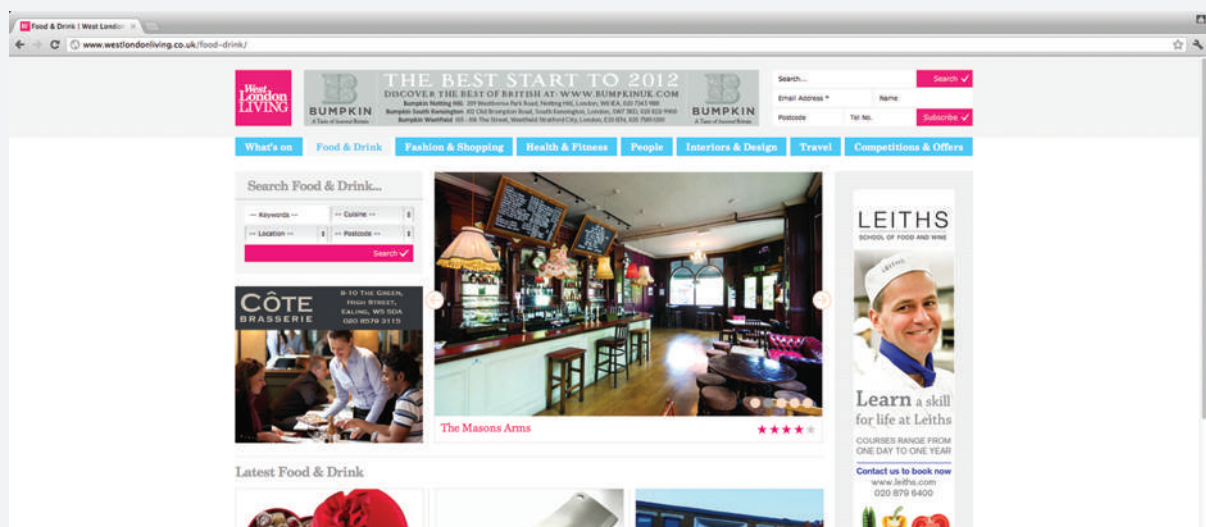 Food & Drink | West London
www.westlondonliving.co.uk/food-drink/
West
London
LIVING
BUMPKIN
THE BEST START TO 2012
DISCOVER THE BEST OF BRITISH AT: WWW.BUMPKINUK.COM
BUMPKIN
Search...
Search
Email Address *
Name
Postcode
Tel No.
Subscribe
What's on
Food & Drink
Fashion & Shopping
Health & Fitness
People
Interiors & Design
Travel
Competitions & Offers
Search Food & Drink...
-- Keywords --
-- Cuisine --
-- Location --
-- Postcode --
Search
CÔTE
BRASSERIE
8-10 THE GREEN,
HIGH STREET,
EALING, W5 5DA
020 8579 3115
The Masons Arms
LEITHS
SCHOOL OF FOOD AND WINE
LEITHS
Learn a skill
for life at Leiths
COURSES RANGE FROM
ONE DAY TO ONE YEAR
Contact us to book now
www.leiths.com
020 879 6400
Latest Food & Drink